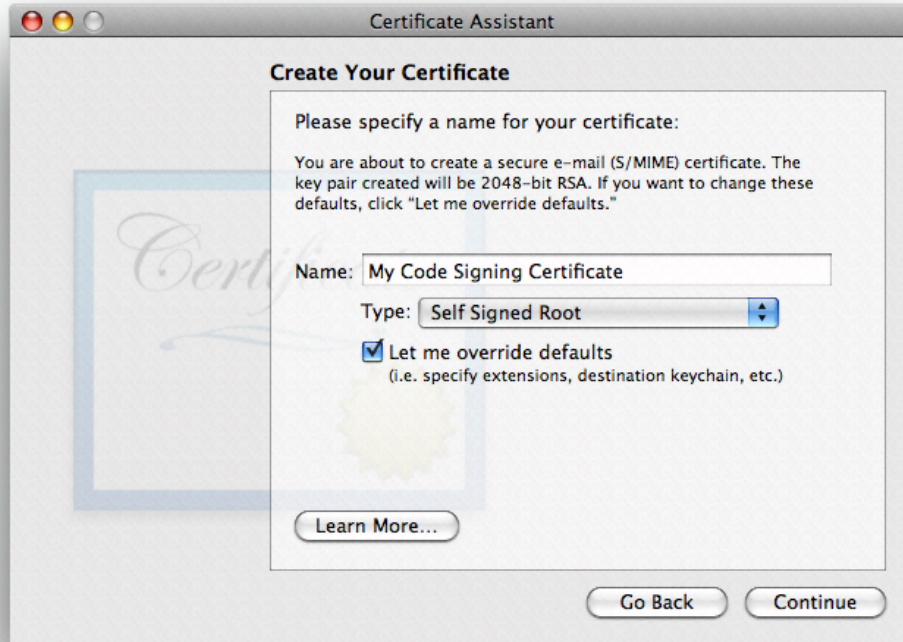 Certificate Assistant
Create Your Certificate
Please specify a name for your certificate:
You are about to create a secure e-mail (S/MIME) certificate. The
key pair created will be 2048-bit RSA. If you want to change these
defaults, click “Let me override defaults.”
Certificate
Name: My Code Signing Certificate
Type: Self Signed Root
Let me override defaults
(i.e. specify extensions, destination keychain, etc.)
Learn More...
Go Back Continue